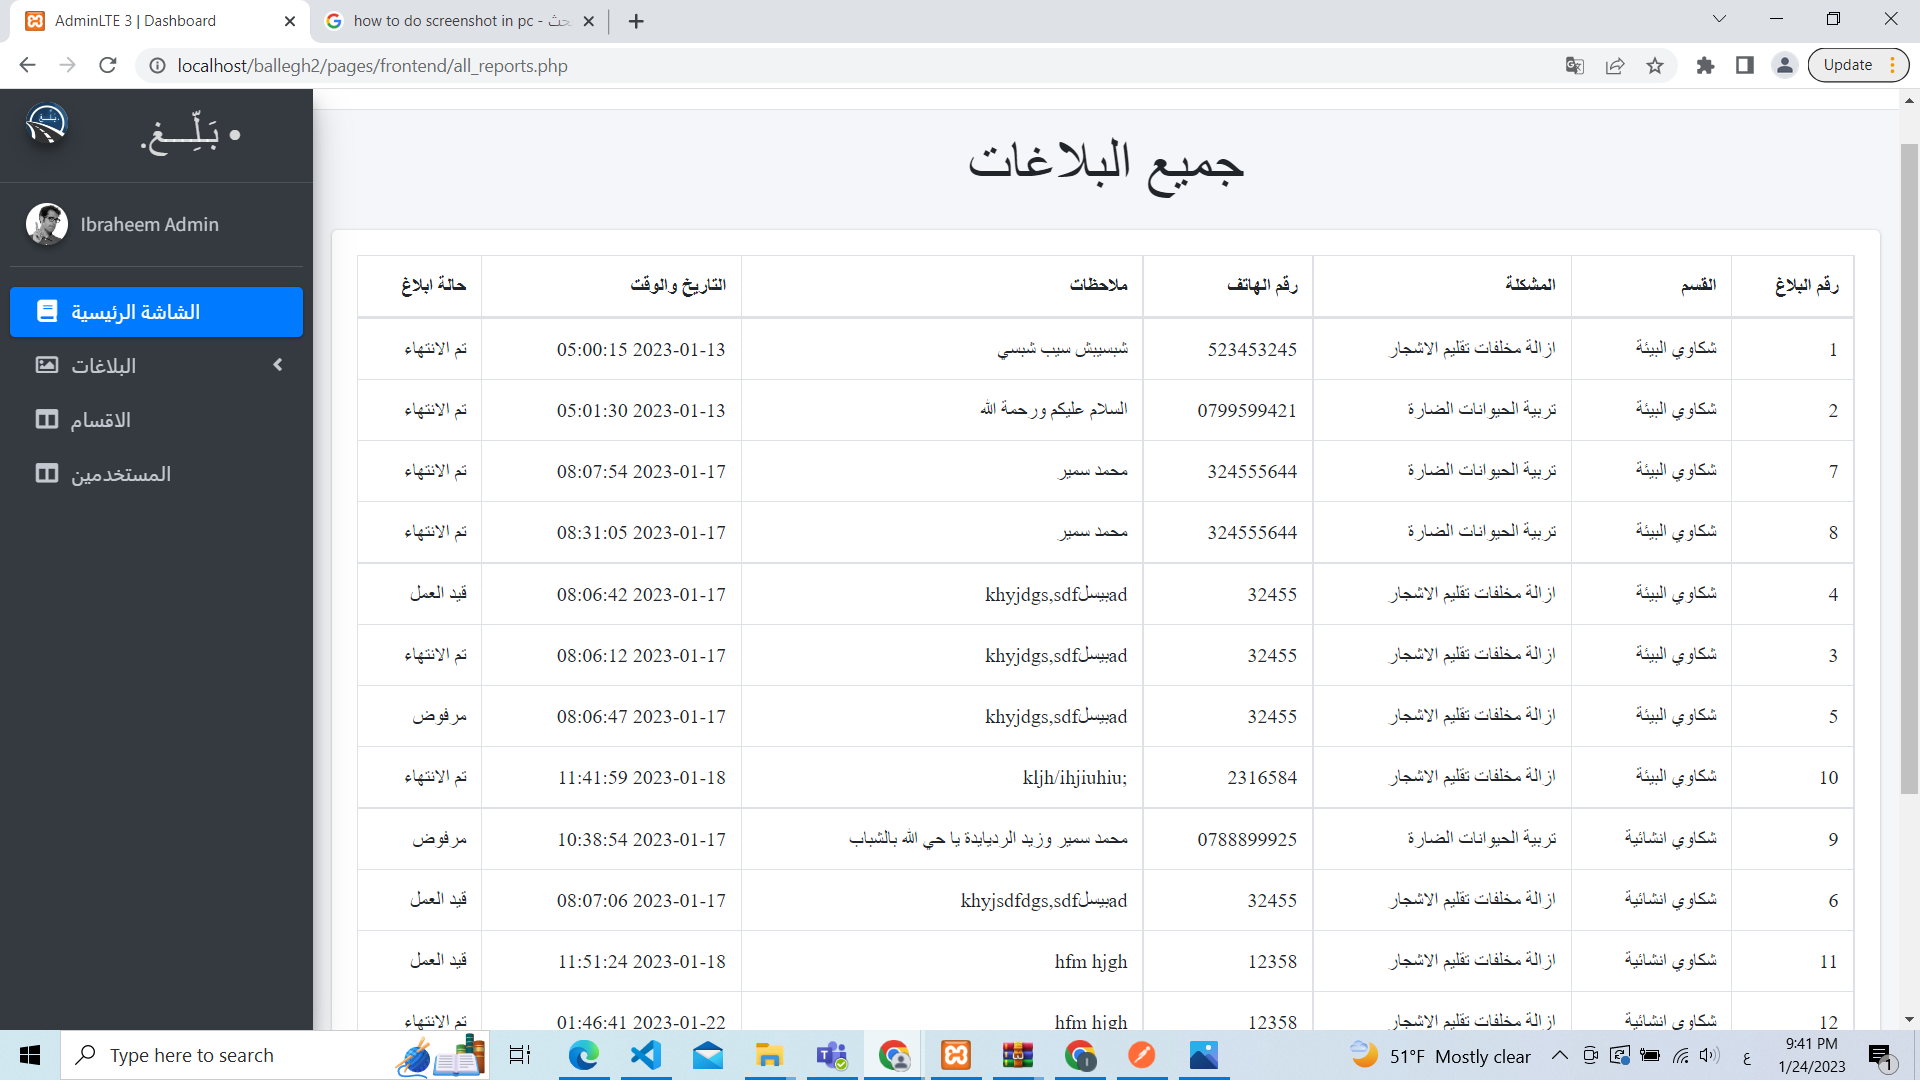 AdminLTE 3 | Dashboard
how to do screenshot in pc -
localhost/ballegh2/pages/frontend/all_reports.php
Update
• بَلِّـــغ.
Ibraheem Admin
الشاشة الرئيسية
البلاغات
الاقسام
المستخدمين
جميع البلاغات
رقم البلاغ القسم المشكلة رقم الهاتف ملاحظات التاريخ والوقت حالة ابلاغ
1 شكاوي البيئة ازالة مخلفات تقليم الاشجار 523453245 شبسيبش سيب شبسي 2023-01-13 05:00:15 تم الانتهاء
2 شكاوي البيئة تربية الحيوانات الضارة 0799599421 السلام عليكم ورحمة الله 2023-01-13 05:01:30 تم الانتهاء
7 شكاوي البيئة تربية الحيوانات الضارة 324555644 محمد سمير 2023-01-17 08:07:54 تم الانتهاء
8 شكاوي البيئة تربية الحيوانات الضارة 324555644 محمد سمير 2023-01-17 08:31:05 تم الانتهاء
4 شكاوي البيئة ازالة مخلفات تقليم الاشجار 32455 khyjdgs,sdfبيسلad 2023-01-17 08:06:42 قيد العمل
3 شكاوي البيئة ازالة مخلفات تقليم الاشجار 32455 khyjdgs,sdfبيسلad 2023-01-17 08:06:12 تم الانتهاء
5 شكاوي البيئة ازالة مخلفات تقليم الاشجار 32455 khyjdgs,sdfبيسلad 2023-01-17 08:06:47 مرفوض
10 شكاوي البيئة ازالة مخلفات تقليم الاشجار 2316584 kljh/ihjiuhiu; 2023-01-18 11:41:59 تم الانتهاء
9 شكاوي انشائية تربية الحيوانات الضارة 0788899925 محمد سمير وزيد الرديايدة يا حي الله بالشباب 2023-01-17 10:38:54 مرفوض
6 شكاوي انشائية ازالة مخلفات تقليم الاشجار 32455 khyjsdfdgs,sdfبيسلad 2023-01-17 08:07:06 قيد العمل
11 شكاوي انشائية ازالة مخلفات تقليم الاشجار 12358 hfm hjgh 2023-01-18 11:51:24 قيد العمل
12 شكاوي انشائية ازالة مخلفات تقليم الاشجار 12358 hfm hjgh 2023-01-22 01:46:41 تم الانتهاء
Type here to search
51°F Mostly clear
ع
9:41 PM
1/24/2023
1